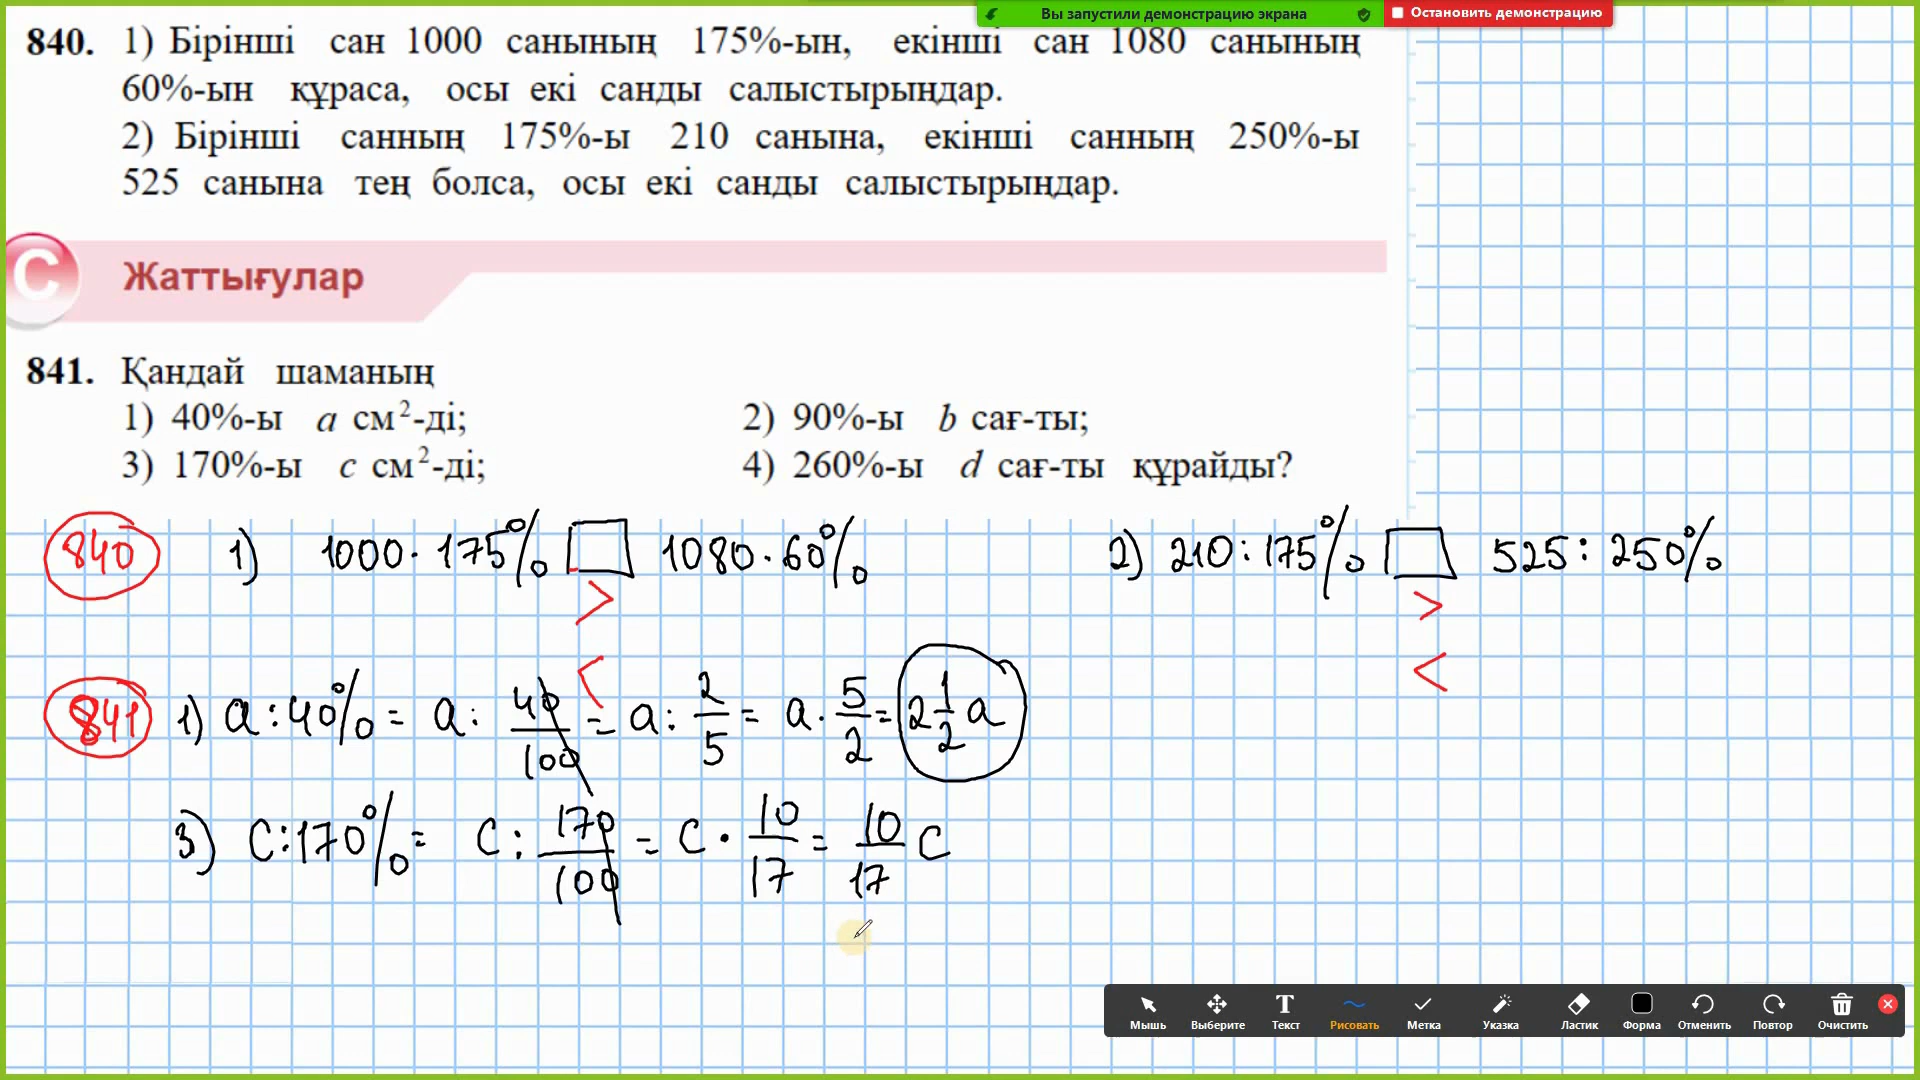 Вы запустили демонстрацию экрана
Остановить демонстрацию
840. 1) Бірінші сан 1000 санының 175%-ын, екінші сан 1080 санының
60%-ын құраса, осы екі санды салыстырыңдар.
2) Бірінші санның 175%-ы 210 санына, екінші санның 250%-ы
525 санына тең болса, осы екі санды салыстырыңдар.
C Жаттығулар
841. Қандай шаманың
1) 40%-ы a см²-ді; 2) 90%-ы b сағ-ты;
3) 170%-ы c см²-ді; 4) 260%-ы d сағ-ты құрайды?
840 1) 1000 · 175% □ 1080 · 60% 2) 210 : 175% □ 525 : 250%
> >
< <
841 1) a : 40% = a : 40/100 = a : 2/5 = a · 5/2 = 2 1/2 a
3) C : 170% = C : 170/100 = C · 10/17 = 10/17 C
Мышь Выберите Текст Рисовать Метка Указка Ластик Форма Отменить Повтор Очистить